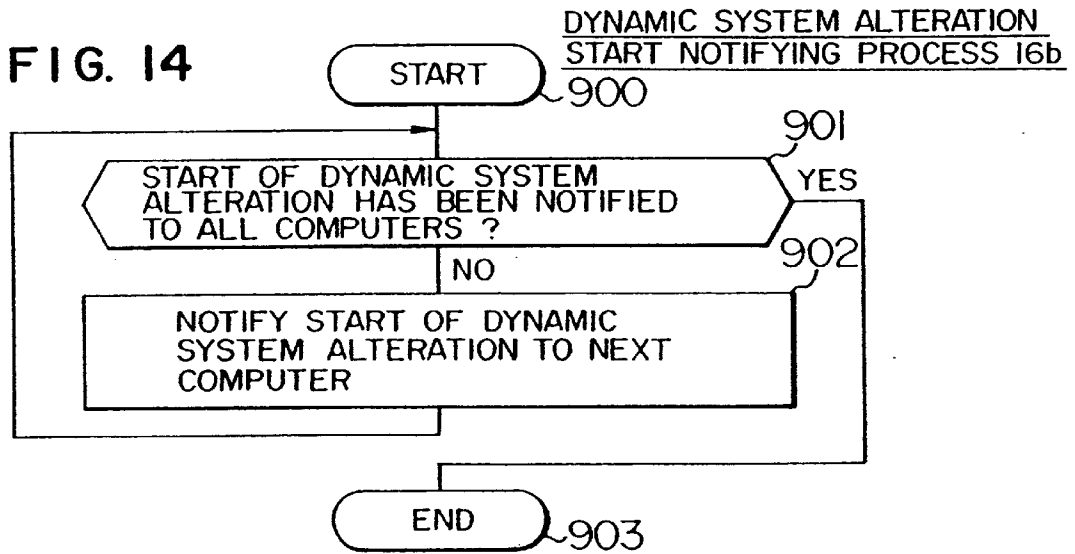 DYNAMIC SYSTEM ALTERATION
START NOTIFYING PROCESS 16b
FIG. 14
START
900
901
START OF DYNAMIC SYSTEM
ALTERATION HAS BEEN NOTIFIED
TO ALL COMPUTERS ?
YES
NO
902
NOTIFY START OF DYNAMIC
SYSTEM ALTERATION TO NEXT
COMPUTER
END
903